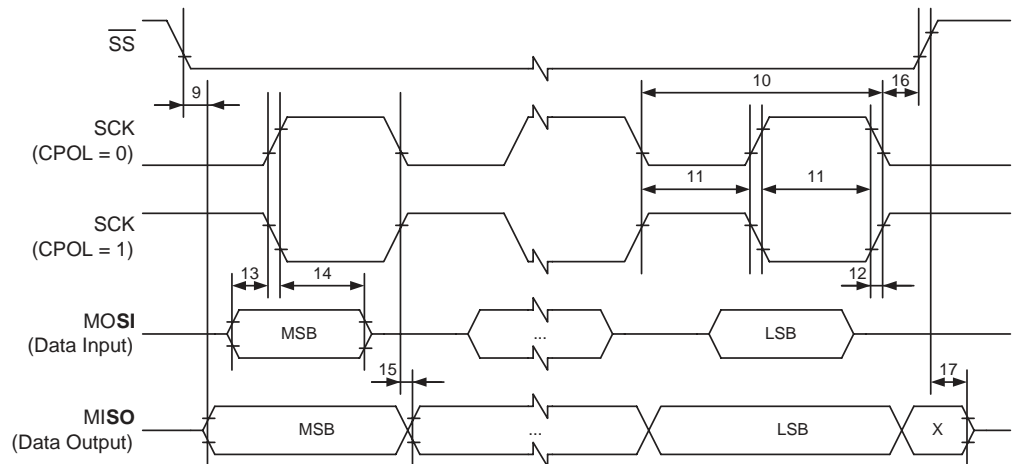 SS
10
16
9
SCK
(CPOL = 0)
11
11
SCK
(CPOL = 1)
13
14
12
MOSI
(Data Input)
MSB
...
LSB
15
17
MISO
(Data Output)
MSB
...
LSB
X